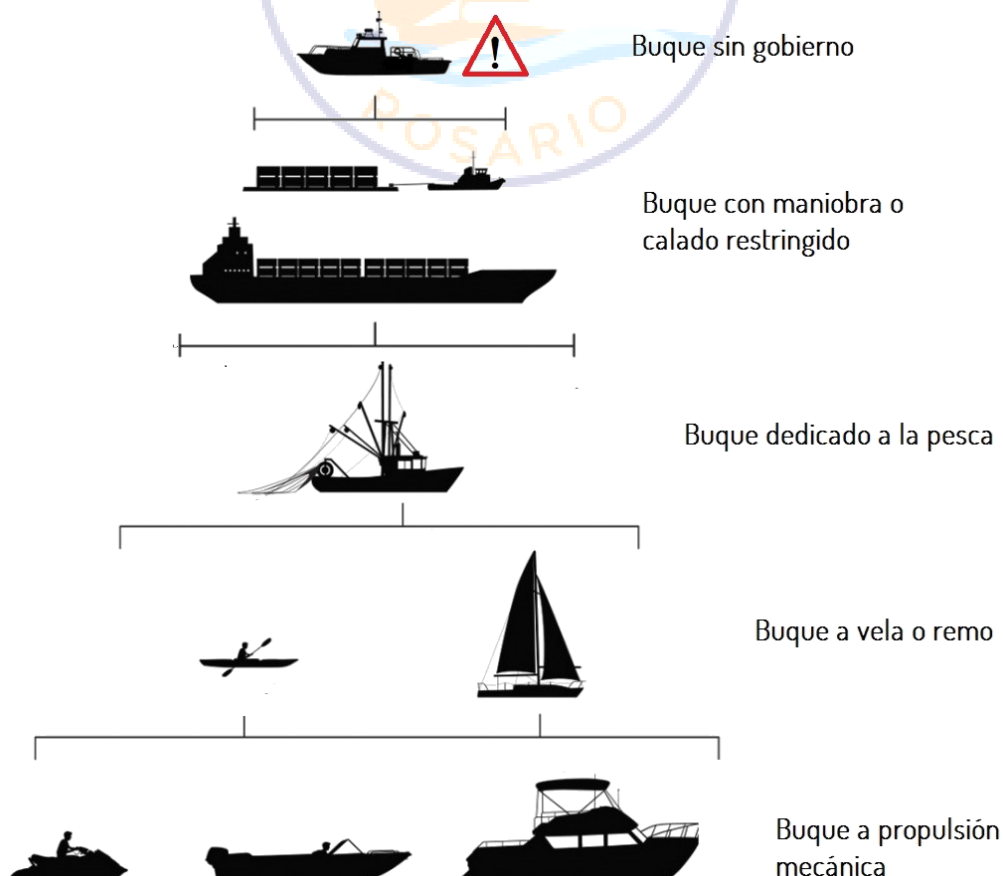 Buque sin gobierno
ROSARIO
Buque con maniobra o
calado restringido
Buque dedicado a la pesca
Buque a vela o remo
Buque a propulsión
mecánica